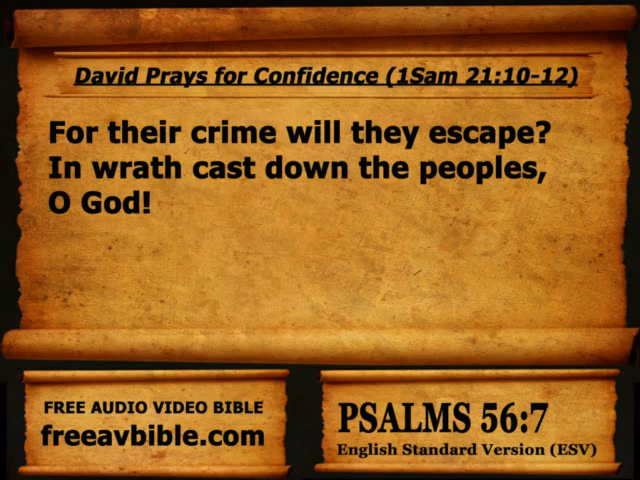 David Prays for Confidence (1Sam 21:10-12)
For their crime will they escape?
In wrath cast down the peoples,
O God!
FREE AUDIO VIDEO BIBLE
freeavbible.com
PSALMS 56:7
English Standard Version (ESV)